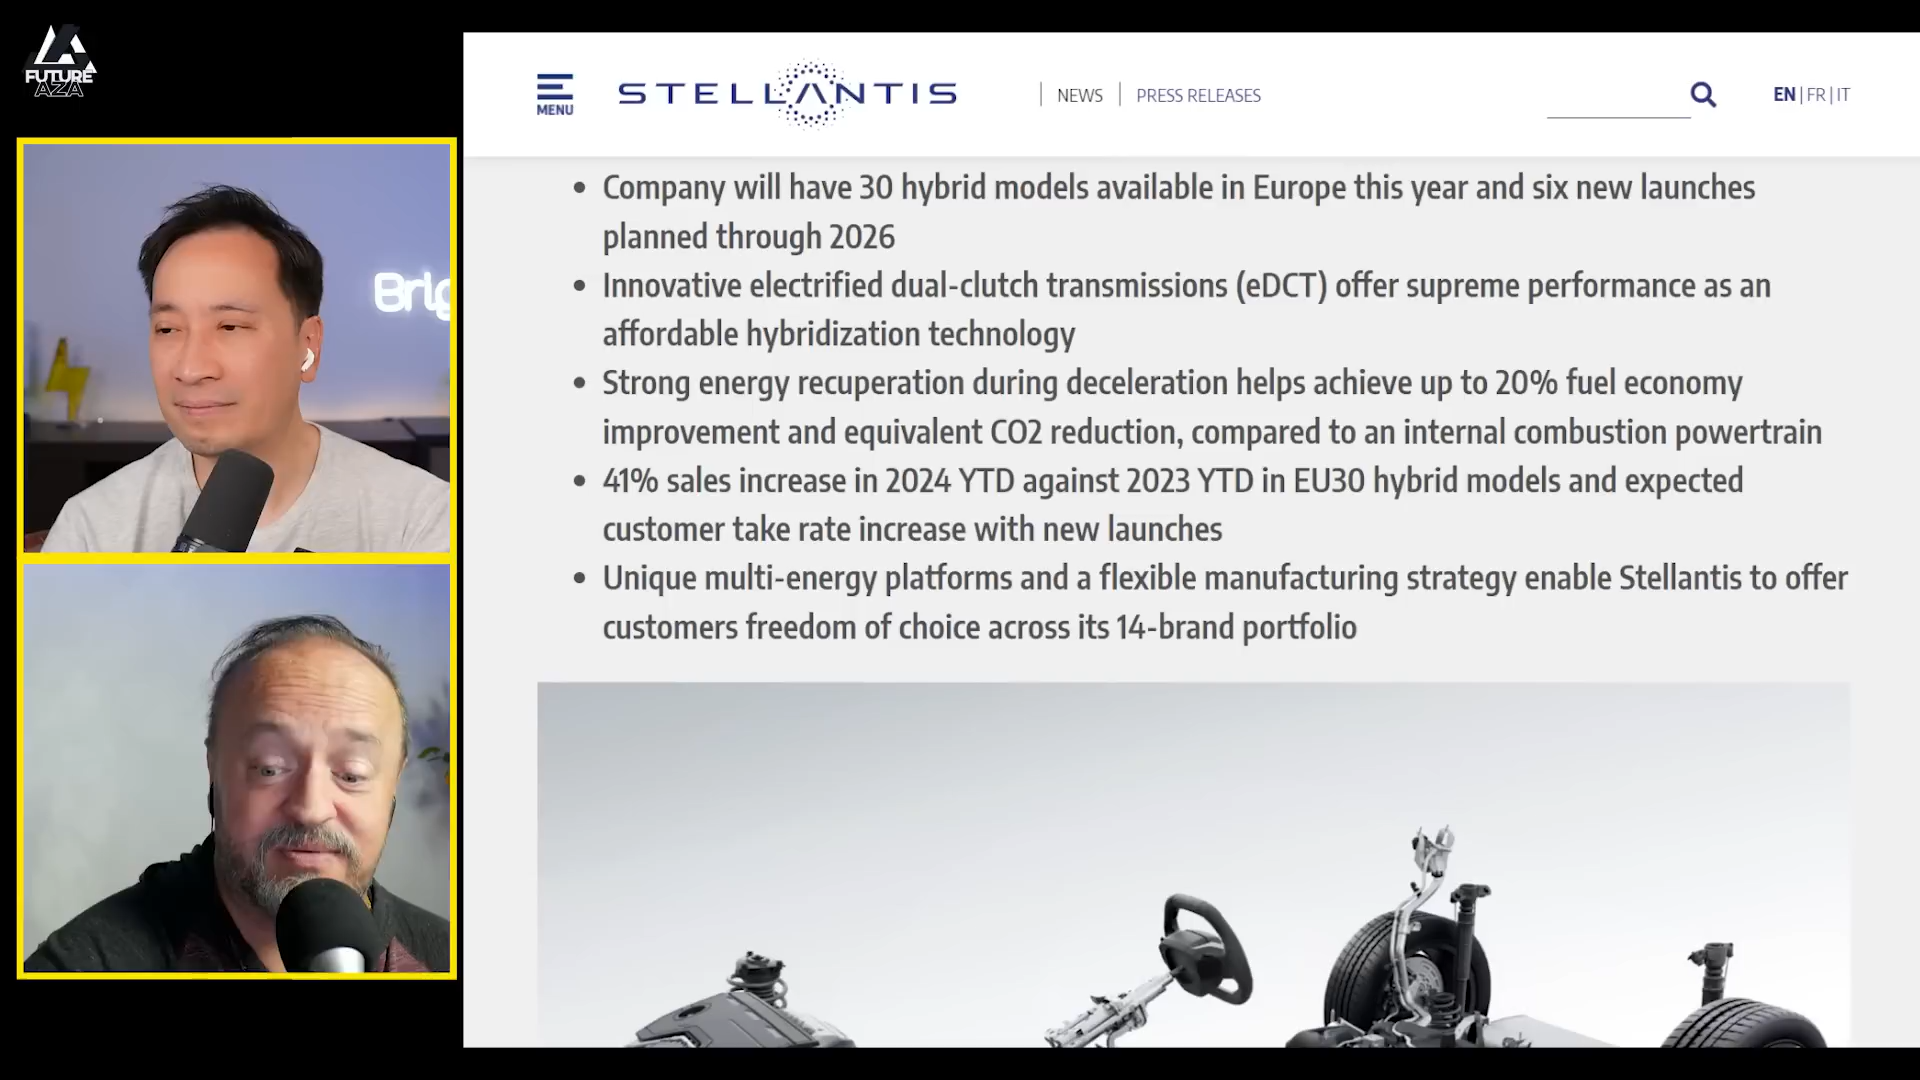 FUTURE
AZA
Brig
MENU
STELLANTIS
NEWS
PRESS RELEASES
EN | FR | IT
• Company will have 30 hybrid models available in Europe this year and six new launches
planned through 2026
• Innovative electrified dual-clutch transmissions (eDCT) offer supreme performance as an
affordable hybridization technology
• Strong energy recuperation during deceleration helps achieve up to 20% fuel economy
improvement and equivalent CO2 reduction, compared to an internal combustion powertrain
• 41% sales increase in 2024 YTD against 2023 YTD in EU30 hybrid models and expected
customer take rate increase with new launches
• Unique multi-energy platforms and a flexible manufacturing strategy enable Stellantis to offer
customers freedom of choice across its 14-brand portfolio